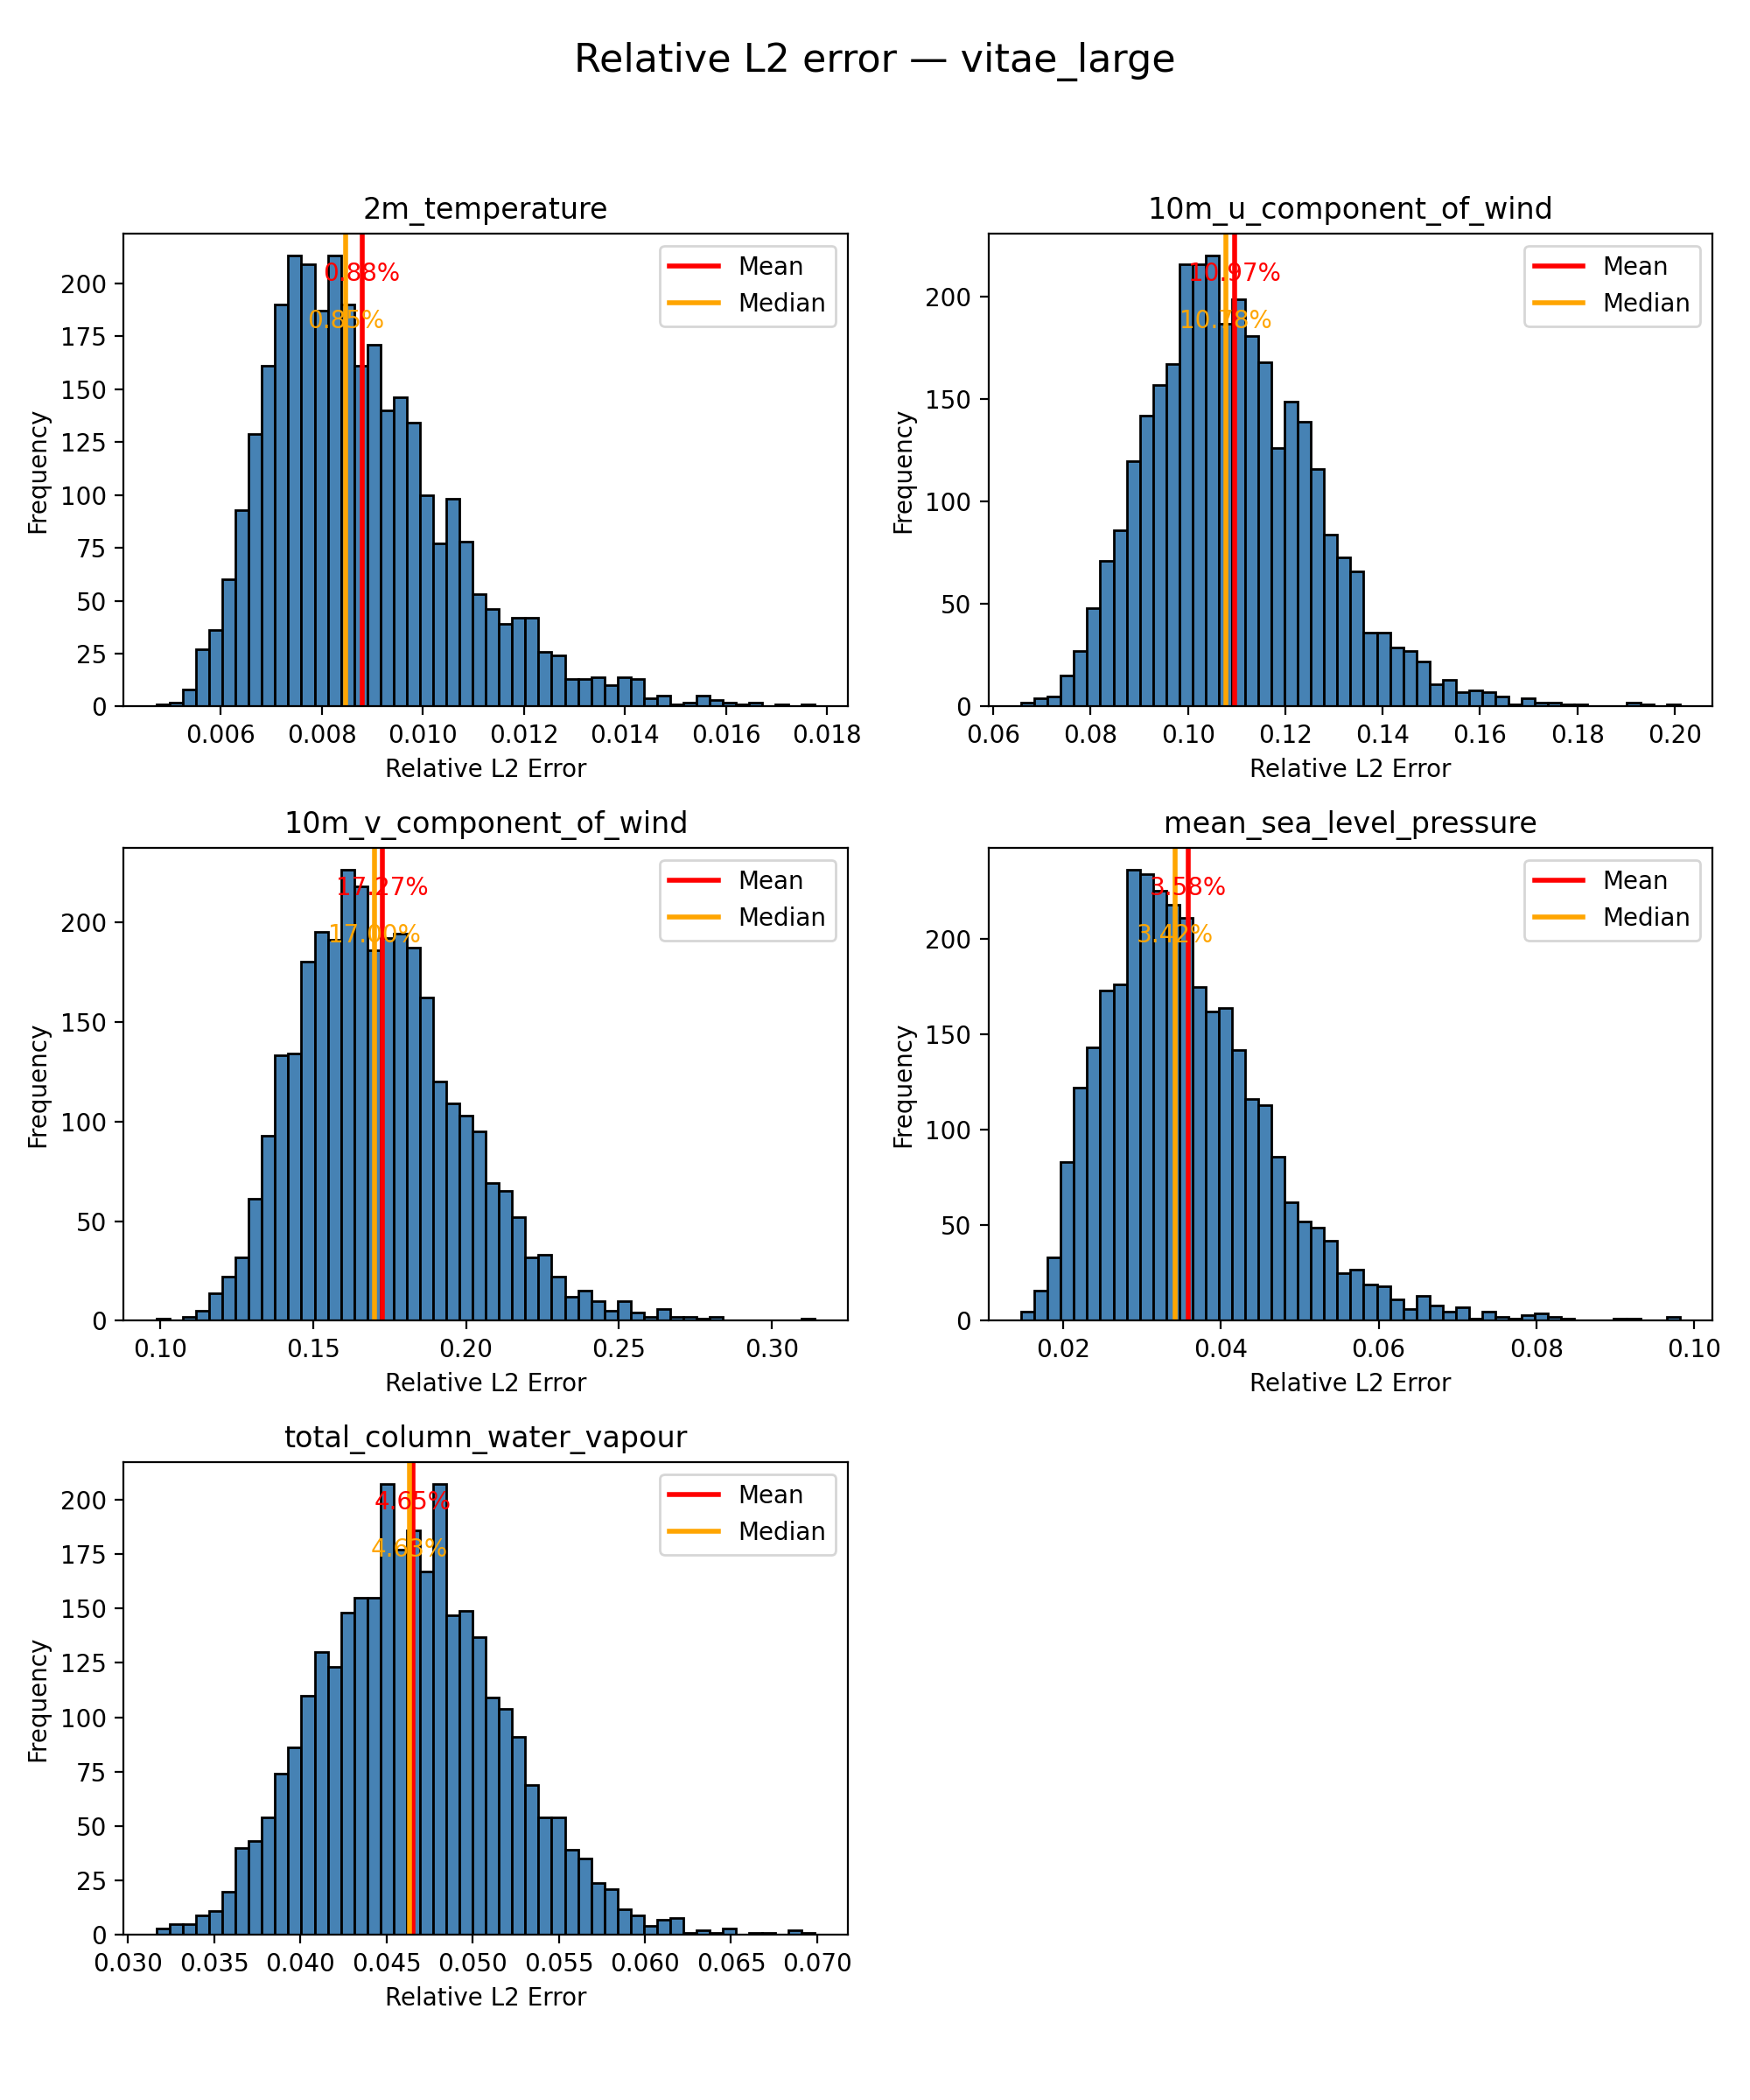 Relative L2 error — vitae_large
2m_temperature
Frequency
200
175
150
125
100
75
50
25
0
0.88%
0.85%
Mean
Median
0.006 0.008 0.010 0.012 0.014 0.016 0.018
Relative L2 Error
10m_u_component_of_wind
Frequency
200
150
100
50
0
10.97%
10.78%
Mean
Median
0.06 0.08 0.10 0.12 0.14 0.16 0.18 0.20
Relative L2 Error
10m_v_component_of_wind
Frequency
200
150
100
50
0
17.27%
17.00%
Mean
Median
0.10 0.15 0.20 0.25 0.30
Relative L2 Error
mean_sea_level_pressure
Frequency
200
150
100
50
0
3.58%
3.42%
Mean
Median
0.02 0.04 0.06 0.08 0.10
Relative L2 Error
total_column_water_vapour
Frequency
200
175
150
125
100
75
50
25
0
4.65%
4.63%
Mean
Median
0.030 0.035 0.040 0.045 0.050 0.055 0.060 0.065 0.070
Relative L2 Error